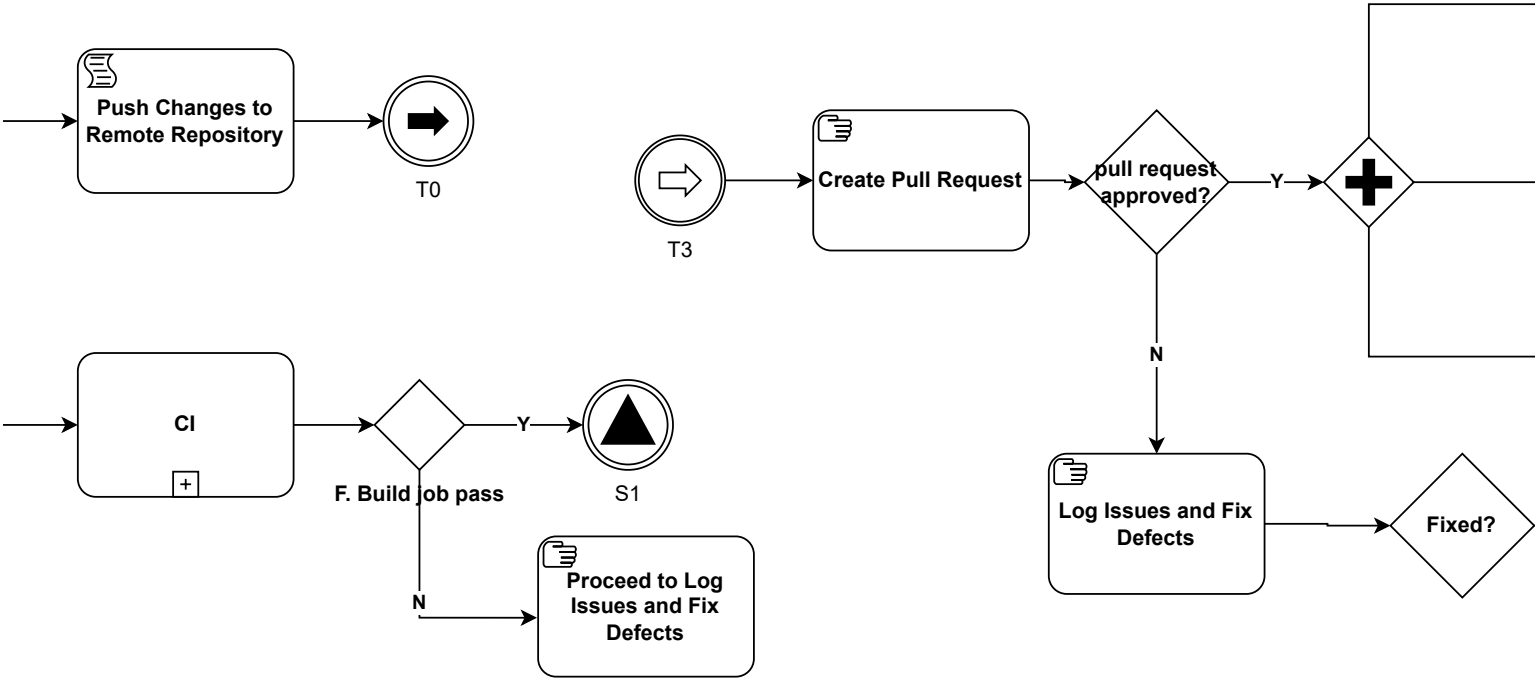 Push Changes to
Remote Repository
T0
T3
Create Pull Request
pull request
approved?
Y
N
Log Issues and Fix
Defects
Fixed?
CI
+
F. Build job pass
Y
S1
N
Proceed to Log
Issues and Fix
Defects